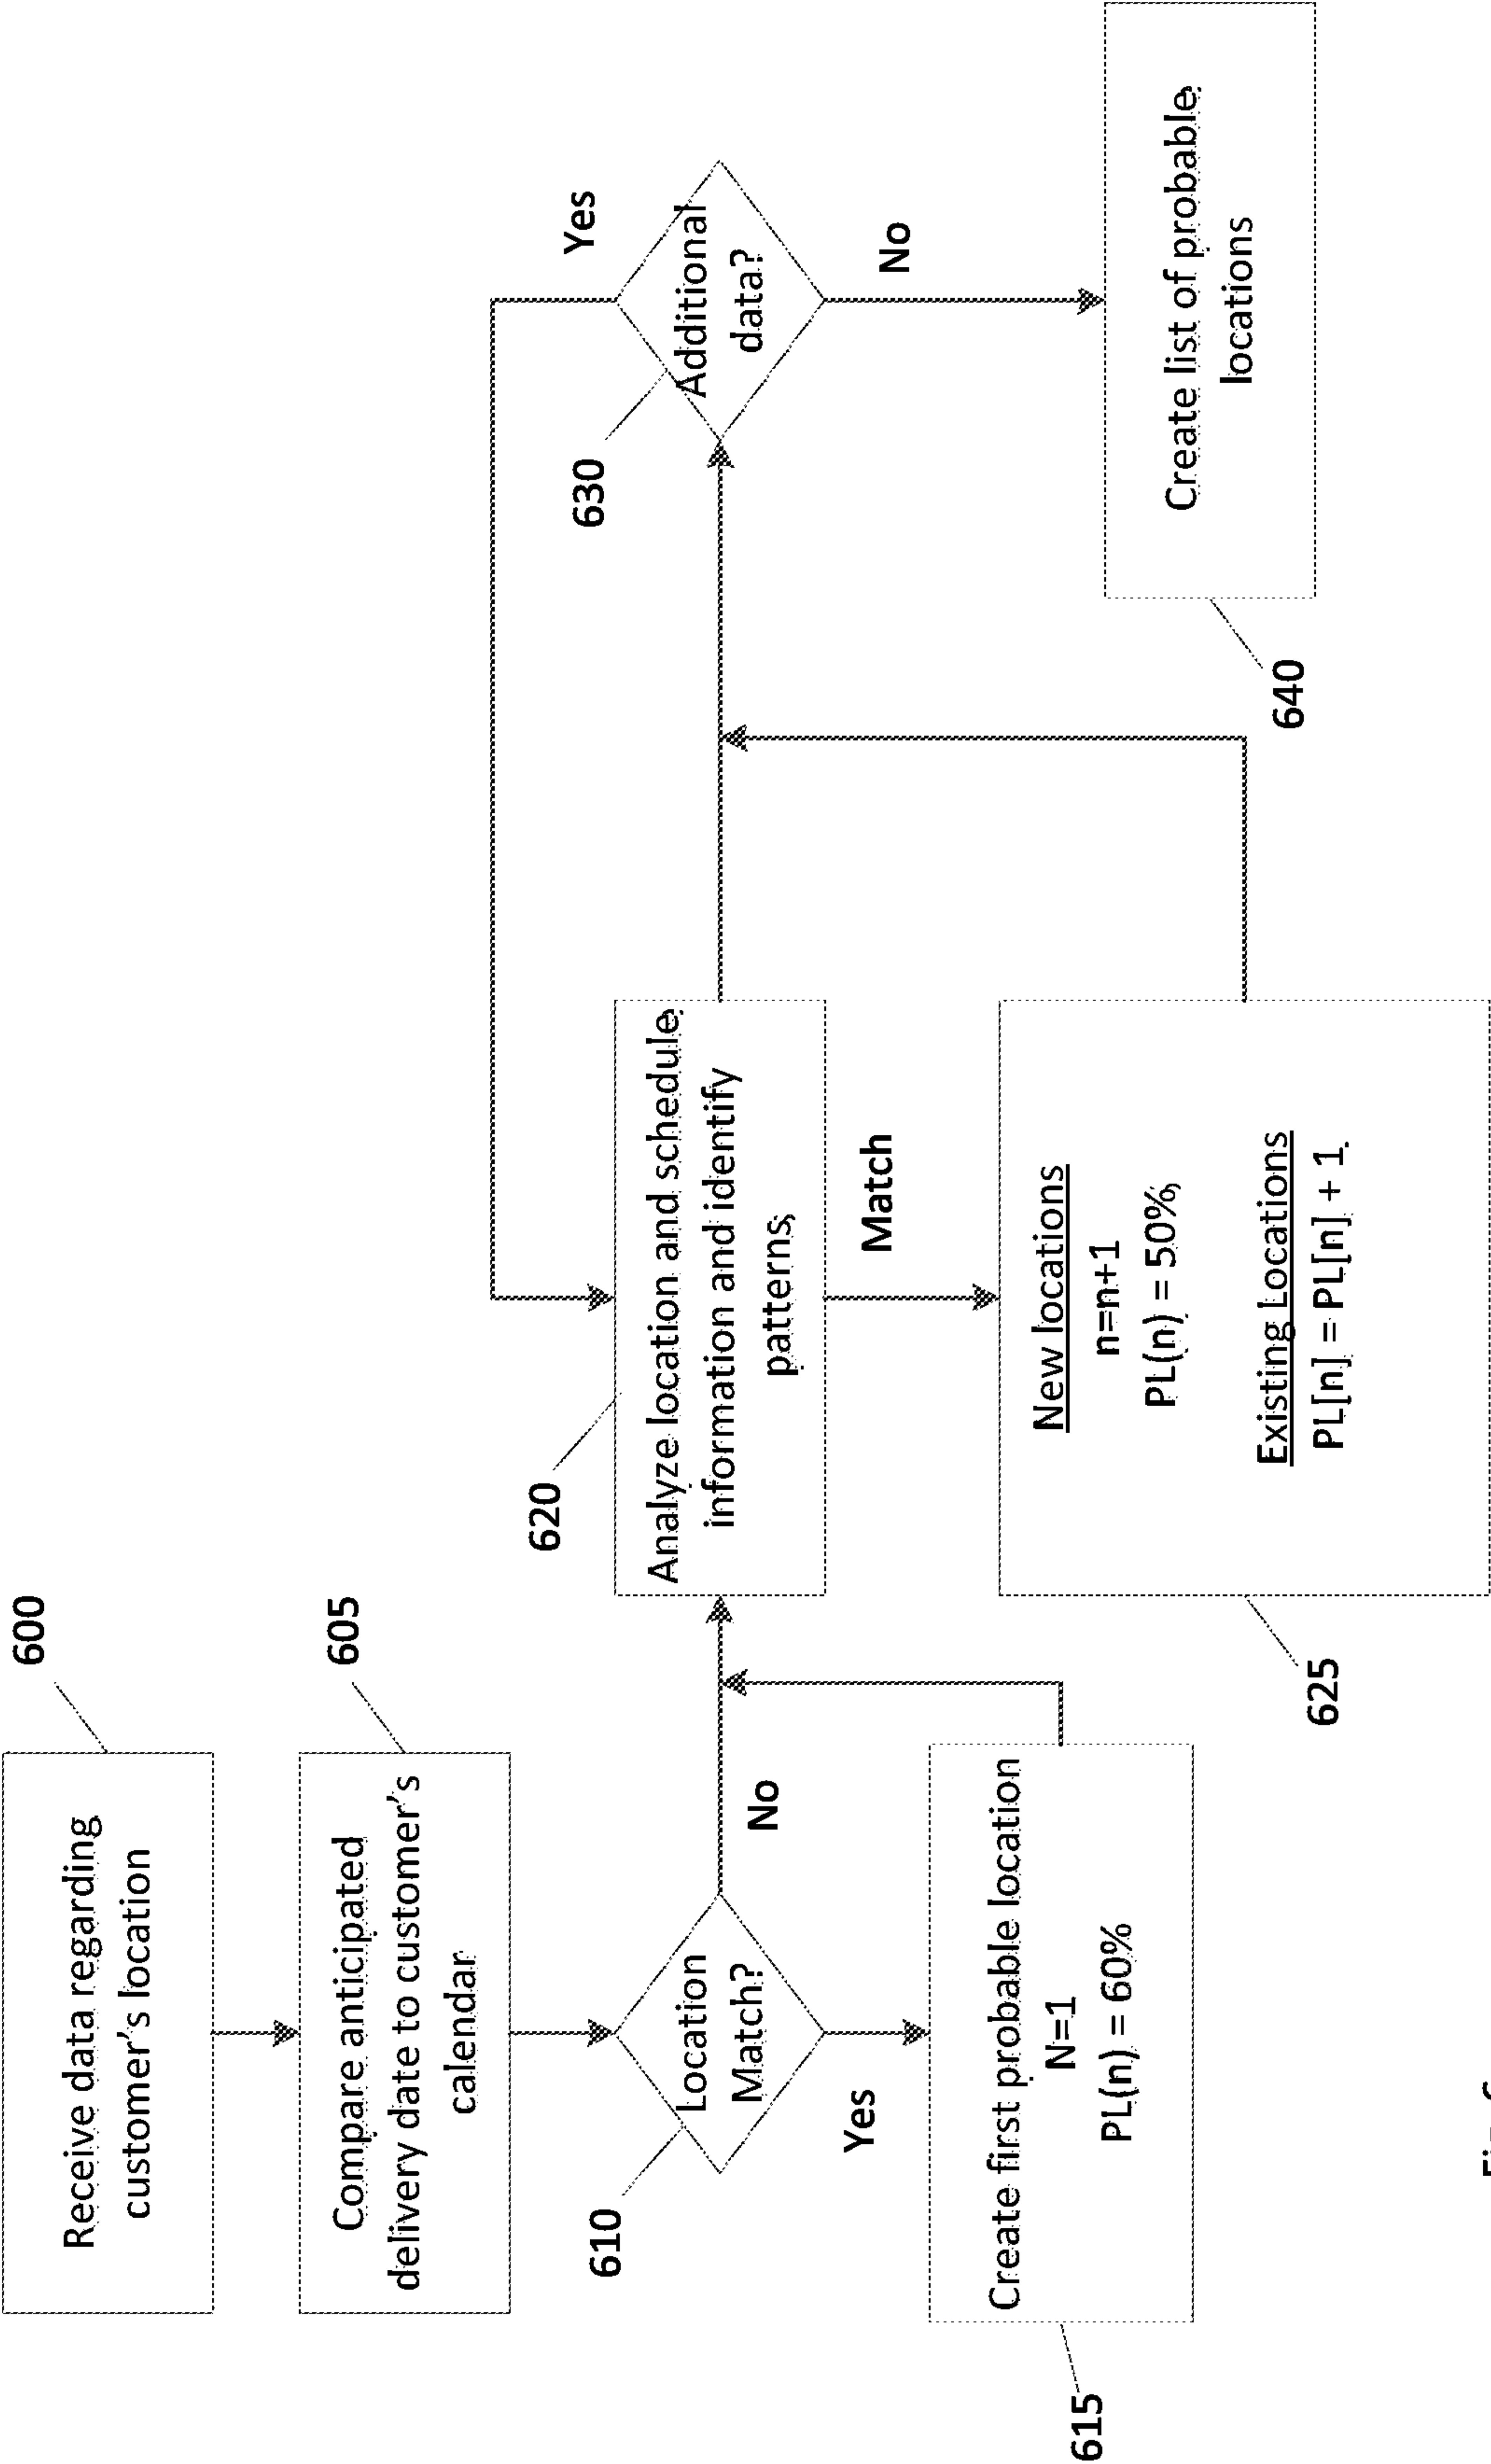 600
Receive data regarding
customer's location
605
Compare anticipated
delivery date to customer's
calendar
610
Location
Match?
No
Yes
615
Create first probable location
N=1
PL(n) = 60%
620
Analyze location and schedule
information and identify
patterns
Match
625
New locations
n=n+1
PL(n) = 50%
Existing Locations
PL[n] = PL[n] + 1
630
Additional
data?
Yes
No
640
Create list of probable
locations